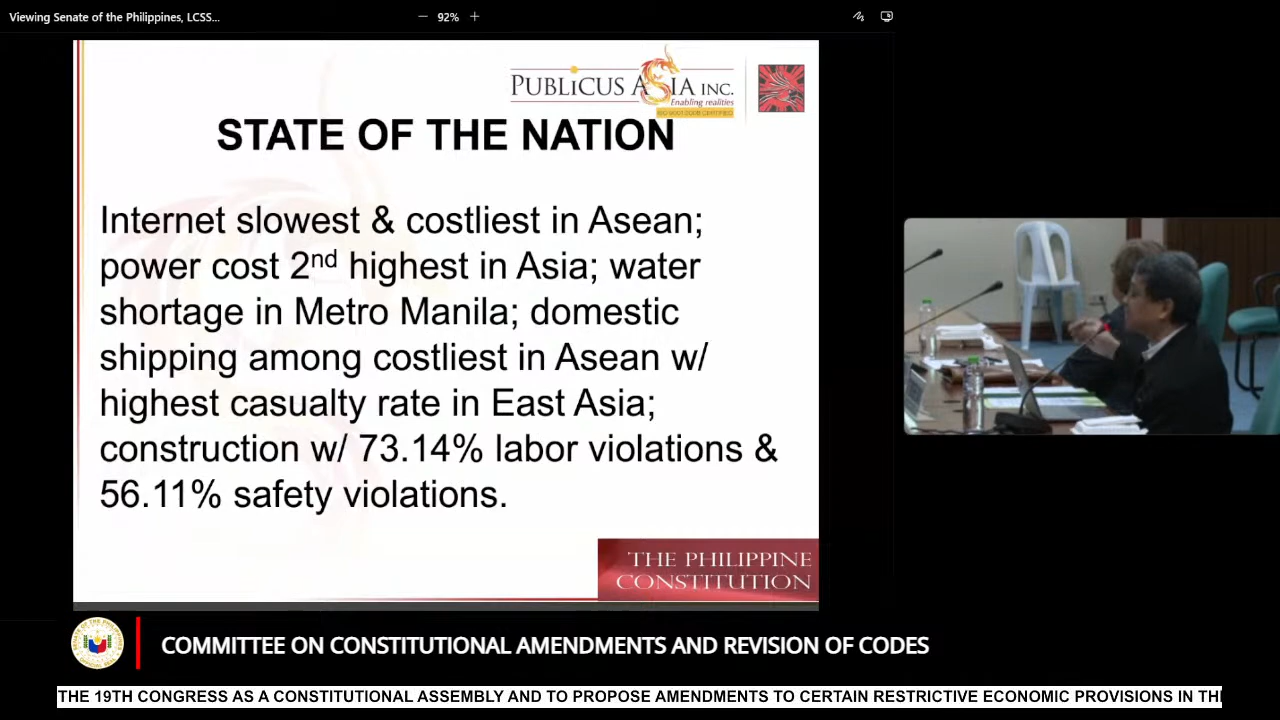 Viewing Senate of the Philippines, LCSS...
92%
PUBLICUS ASIA INC.
Enabling realities
ISO 9001:2008 CERTIFIED
STATE OF THE NATION
Internet slowest & costliest in Asean;
power cost 2nd highest in Asia; water
shortage in Metro Manila; domestic
shipping among costliest in Asean w/
highest casualty rate in East Asia;
construction w/ 73.14% labor violations &
56.11% safety violations.
THE PHILIPPINE
CONSTITUTION
COMMITTEE ON CONSTITUTIONAL AMENDMENTS AND REVISION OF CODES
THE 19TH CONGRESS AS A CONSTITUTIONAL ASSEMBLY AND TO PROPOSE AMENDMENTS TO CERTAIN RESTRICTIVE ECONOMIC PROVISIONS IN